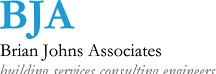 BJA
Brian Johns Associates
building services consulting engineers